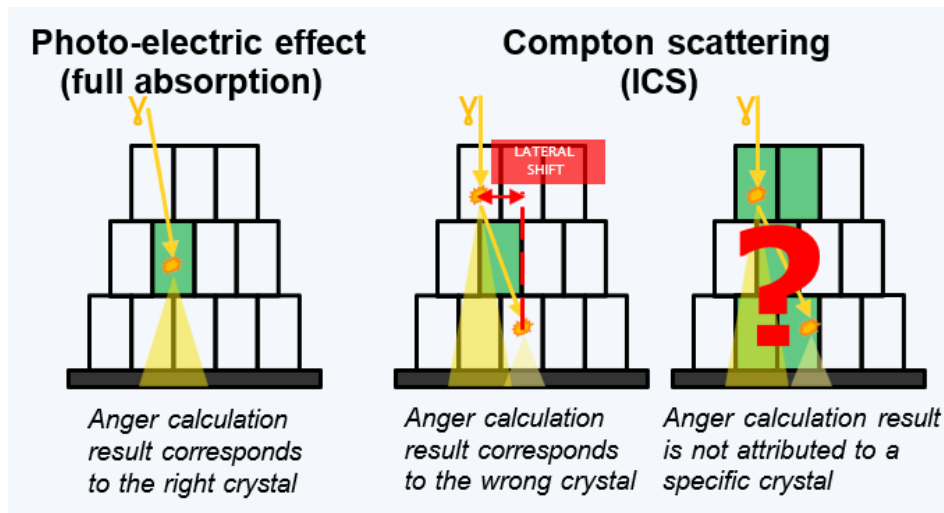 Photo-electric effect
(full absorption)
Compton scattering
(ICS)
γ
γ
γ
LATERAL
SHIFT
?
Anger calculation
result corresponds
to the right crystal
Anger calculation
result corresponds
to the wrong crystal
Anger calculation result
is not attributed to a
specific crystal